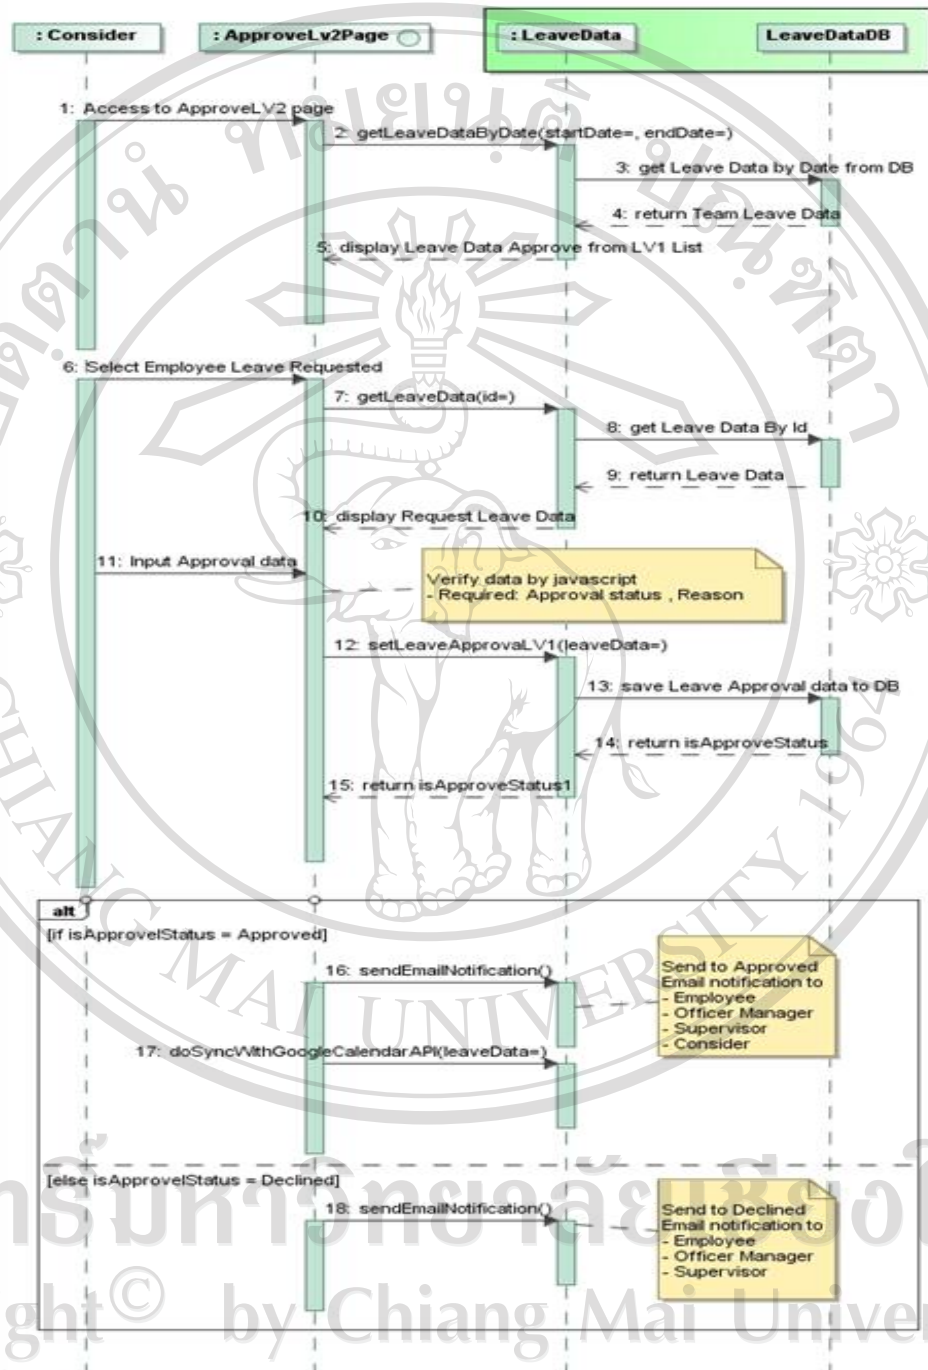 : Consider
: ApproveLv2Page
: LeaveData
LeaveDataDB
1: Access to ApproveLV2 page
2: getLeaveDataByDate(startDate=, endDate=)
3: get Leave Data by Date from DB
4: return Team Leave Data
5: display Leave Data Approve from LV1 List
6: Select Employee Leave Requested
7: getLeaveData(id=)
8: get Leave Data By Id
9: return Leave Data
10: display Request Leave Data
11: Input Approval data
Verify data by javascript
- Required: Approval status , Reason
12: setLeaveApprovalLV1(leaveData=)
13: save Leave Approval data to DB
14: return isApproveStatus
15: return isApproveStatus1
alt
[if isApprovelStatus = Approved]
16: sendEmailNotification()
Send to Approved
Email notification to
- Employee
- Officer Manager
- Supervisor
- Consider
17: doSyncWithGoogleCalendarAPI(leaveData=)
[else isApprovelStatus = Declined]
18: sendEmailNotification()
Send to Declined
Email notification to
- Employee
- Officer Manager
- Supervisor
CHIANG MAI UNIVERSITY 1964
ght© by Chiang Mai Univer